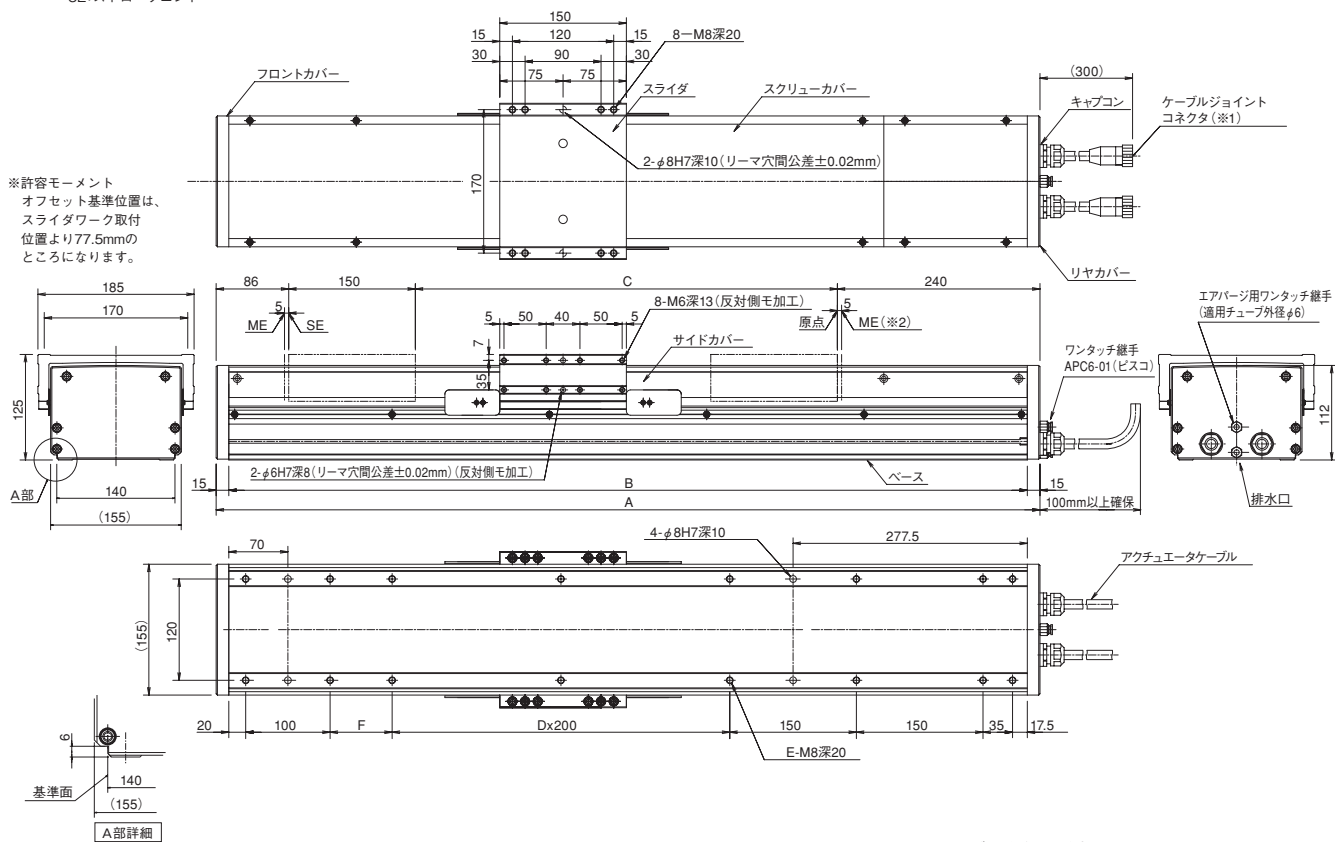 150
15
120
15
8-M8深20
30
90
30
75
75
フロントカバー
スライダ
スクリューカバー
(300)
キャプコン
ケーブルジョイント
コネクタ(※1)
2-φ8H7深10(リーマ穴間公差±0.02mm)
170
※許容モーメント
オフセット基準位置は、
スライダワーク取付
位置より77.5mmの
ところになります。
リヤカバー
86
150
C
240
185
170
5
ME
SE
8-M6深13(反対側モ加工)
5
50
40
50
5
原点
5
ME(※2)
サイドカバー
7
35
エアパージ用ワンタッチ継手
(適用チューブ外径φ6)
ワンタッチ継手
APC6-01(ピスコ)
125
112
A部
140
(155)
2-φ6H7深8(リーマ穴間公差±0.02mm)(反対側モ加工)
ベース
15
B
15
A
100mm以上確保
排水口
70
4-φ8H7深10
277.5
アクチュエータケーブル
(155)
120
20
100
F
Dx200
150
150
35
17.5
E-M8深20
6
基準面
140
(155)
A部詳細